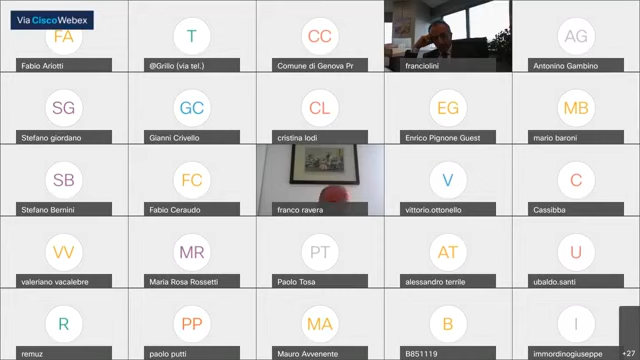 Via CiscoWebex
FA
Fabio Ariotti
T
@Grillo (via tel.)
CC
Comune di Genova Pr
franciolini
AG
Antonino Gambino
SG
Stefano giordano
GC
Gianni Crivello
CL
cristina lodi
EG
Enrico Pignone Guest
MB
mario baroni
SB
Stefano Bernini
FC
Fabio Ceraudo
franco ravera
V
vittorio.ottonello
C
Cassibba
VV
valeriano vacalebre
MR
Maria Rosa Rossetti
PT
Paolo Tosa
AT
alessandro terrile
U
ubaldo.santi
R
remuz
PP
paolo putti
MA
Mauro Avvenente
B
B851119
I
immordinogiuseppe
+27